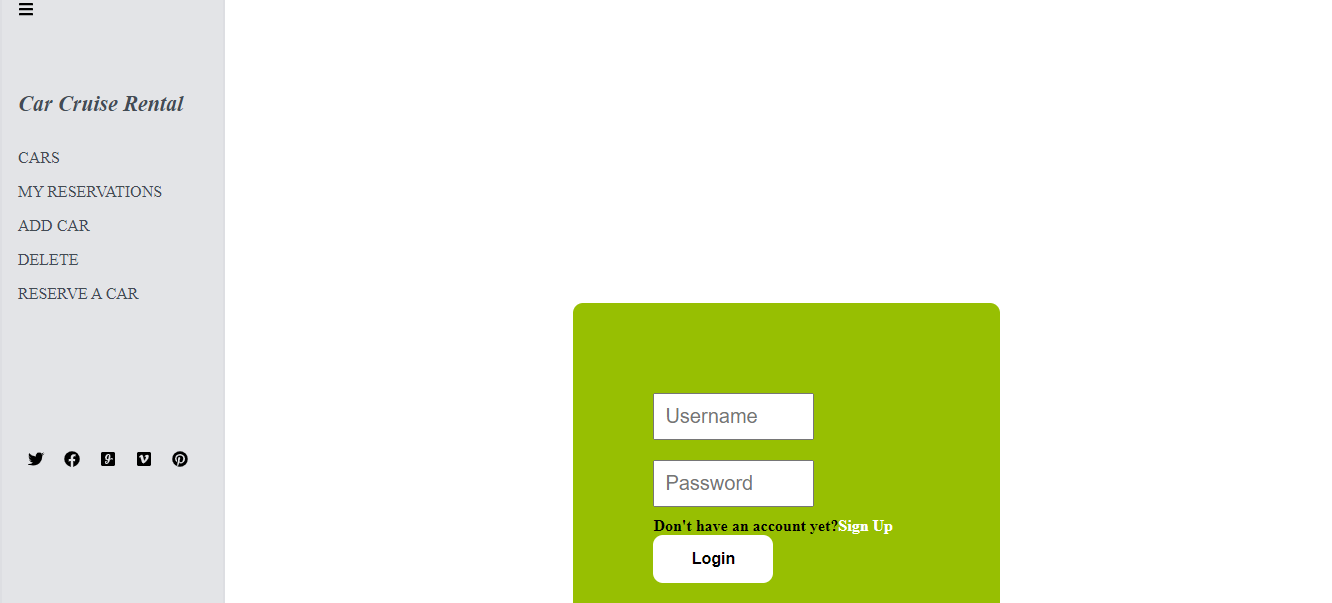 Car Cruise Rental
CARS
MY RESERVATIONS
ADD CAR
DELETE
RESERVE A CAR
Username
Password
Don't have an account yet?Sign Up
Login